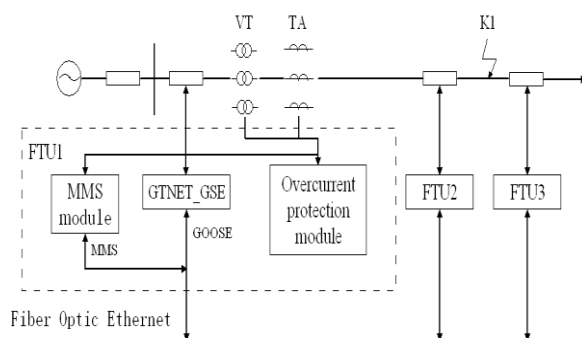 VT TA K1
FTU1
MMS
module
GTNET_GSE
Overcurrent
protection
module
FTU2
FTU3
MMS
GOOSE
Fiber Optic Ethernet